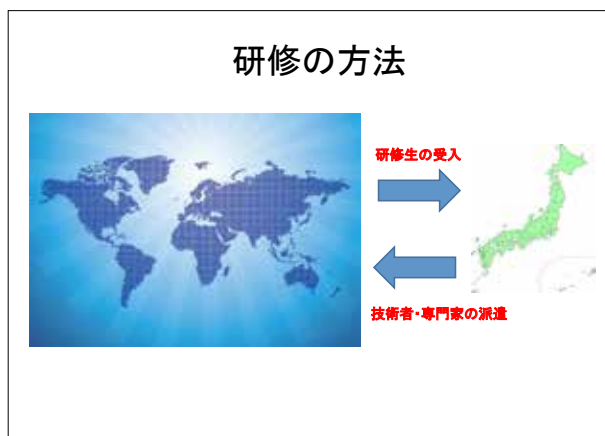 研修の方法
研修生の受入
技術者・専門家の派遣